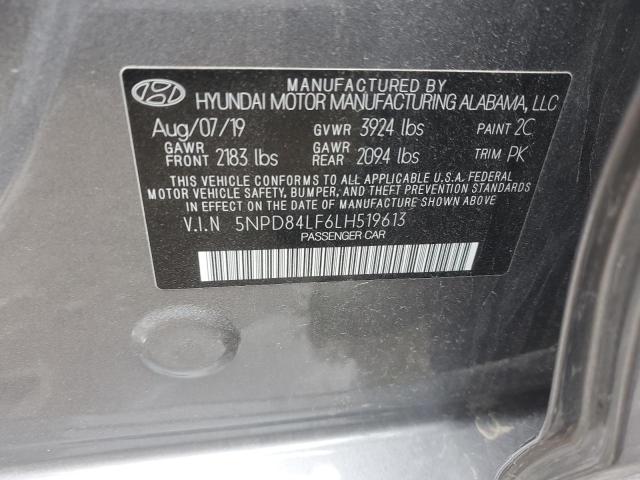 MANUFACTURED BY
HYUNDAI MOTOR MANUFACTURING ALABAMA, LLC
Aug/07/19 GVWR 3924 lbs PAINT 2C
GAWR FRONT 2183 lbs GAWR REAR 2094 lbs TRIM PK
THIS VEHICLE CONFORMS TO ALL APPLICABLE U.S.A. FEDERAL
MOTOR VEHICLE SAFETY, BUMPER, AND THEFT PREVENTION STANDARDS
IN EFFECT ON THE DATE OF MANUFACTURE SHOWN ABOVE.
V.I.N 5NPD84LF6LH519613
PASSENGER CAR